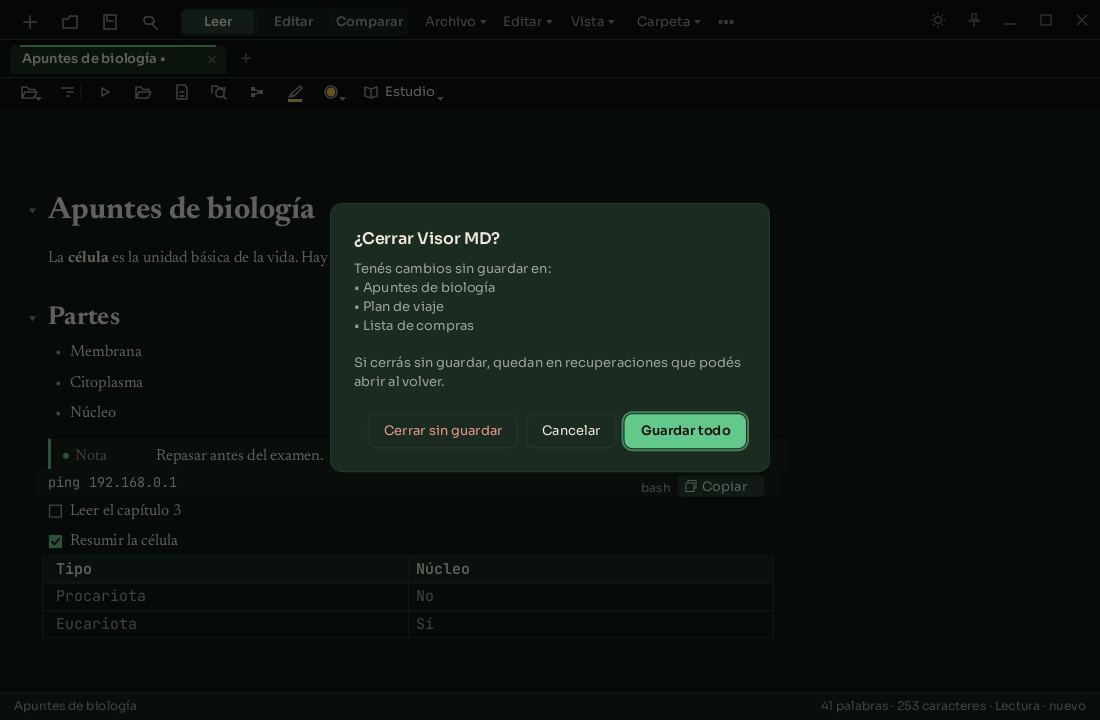 Leer Editar Comparar Archivo Editar Vista Carpeta
Apuntes de biología •
Estudio
Apuntes de biología
La célula es la unidad básica de la vida. Hay
Partes
• Membrana
• Citoplasma
• Núcleo
● Nota Repasar antes del examen.
ping 192.168.0.1
bash Copiar
Leer el capítulo 3
Resumir la célula
Tipo Núcleo
Procariota No
Eucariota Sí
¿Cerrar Visor MD?
Tenés cambios sin guardar en:
• Apuntes de biología
• Plan de viaje
• Lista de compras
Si cerrás sin guardar, quedan en recuperaciones que podés
abrir al volver.
Cerrar sin guardar Cancelar Guardar todo
Apuntes de biología 41 palabras · 253 caracteres · Lectura · nuevo